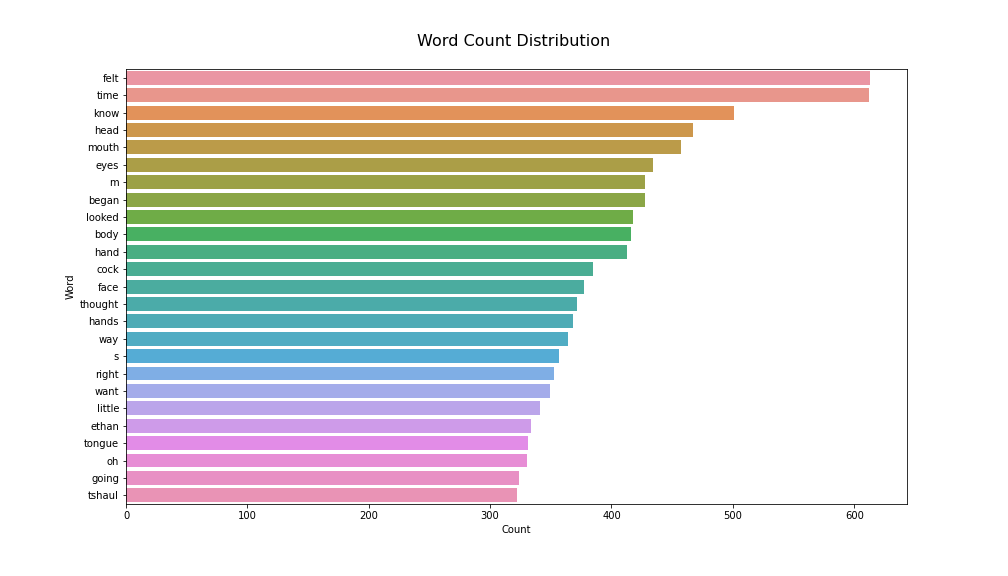 Word Count Distribution
felt
time
know
head
mouth
eyes
m
began
looked
body
hand
cock
face
thought
hands
way
s
right
want
little
ethan
tongue
oh
going
tshaul
Word
0 100 200 300 400 500 600
Count